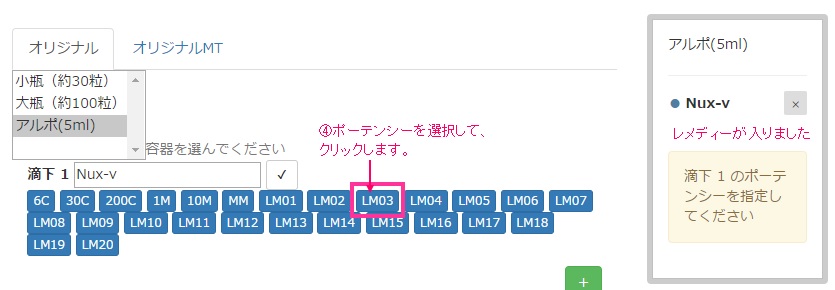 オリジナル オリジナルMT
小瓶（約30粒）
大瓶（約100粒）
アルポ(5ml)
容器を選んでください
④ポーテンシーを選択して、
クリックします。
滴下 1 Nux-v ✓
6C 30C 200C 1M 10M MM LM01 LM02 LM03 LM04 LM05 LM06 LM07
LM08 LM09 LM10 LM11 LM12 LM13 LM14 LM15 LM16 LM17 LM18
LM19 LM20
+
アルポ(5ml)
Nux-v ×
レメディーが入りました
滴下 1 のポーテ
ンシーを指定し
てください